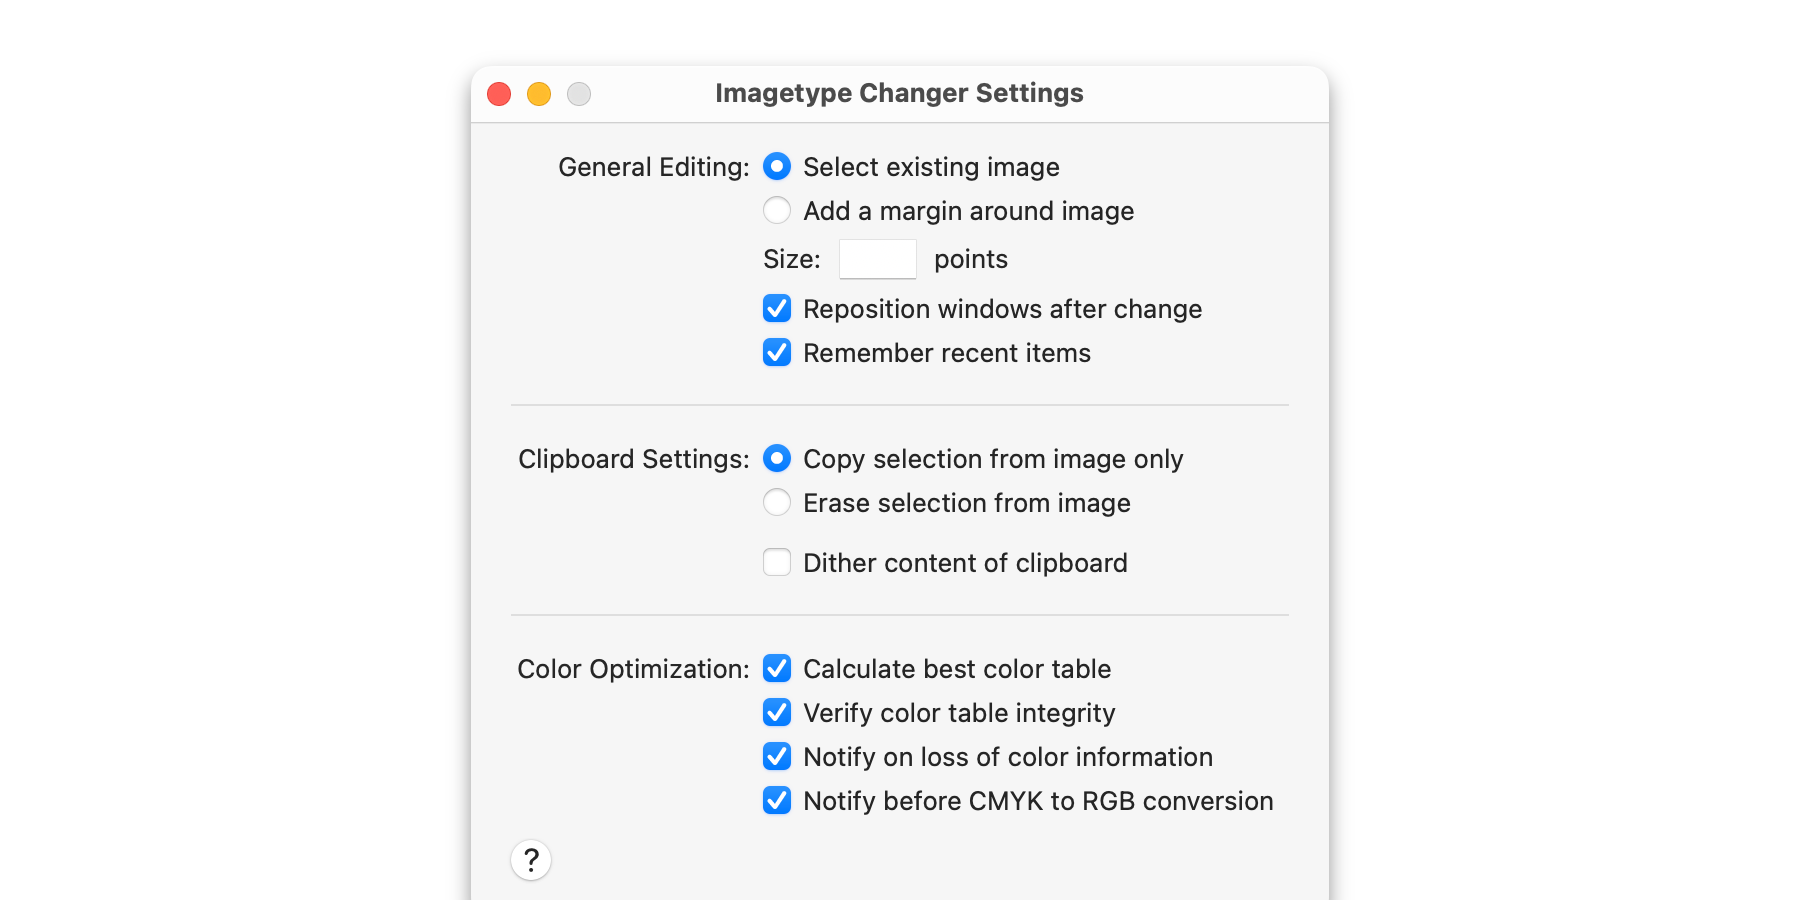 Imagetype Changer Settings
General Editing: Select existing image
Add a margin around image
Size: points
Reposition windows after change
Remember recent items
Clipboard Settings: Copy selection from image only
Erase selection from image
Dither content of clipboard
Color Optimization: Calculate best color table
Verify color table integrity
Notify on loss of color information
Notify before CMYK to RGB conversion
?